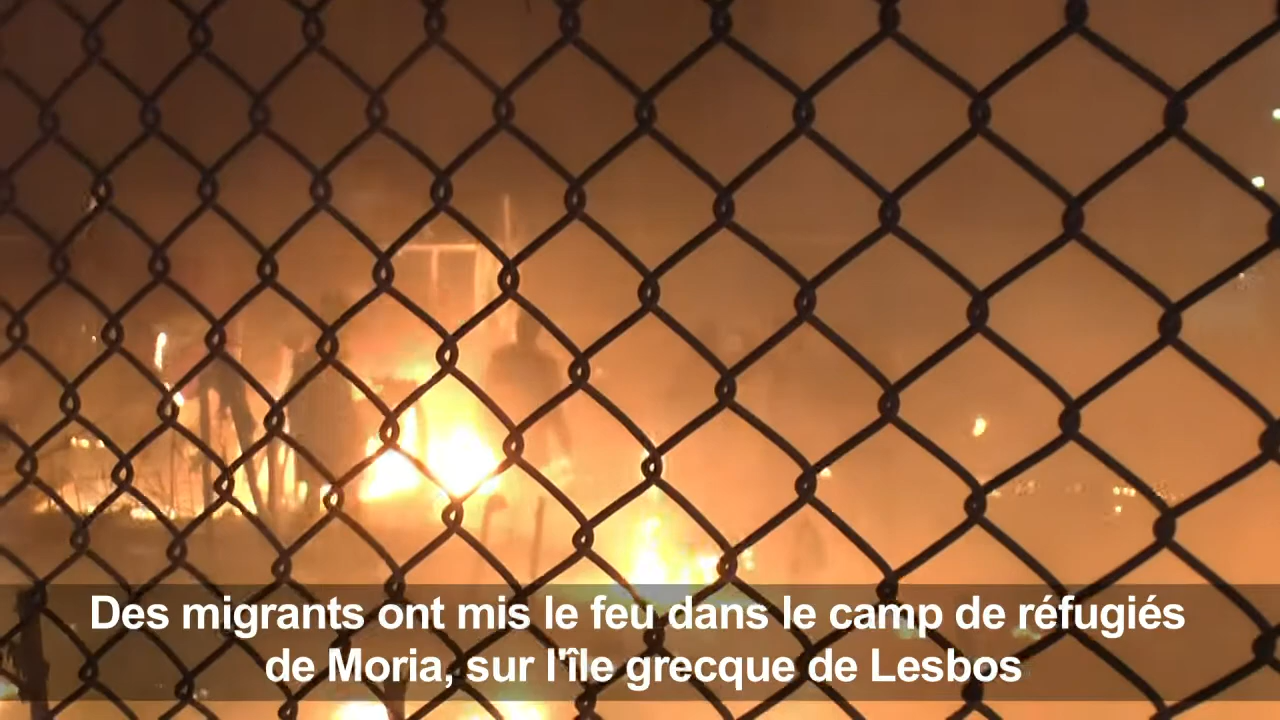 Des migrants ont mis le feu dans le camp de réfugiés
de Moria, sur l'île grecque de Lesbos